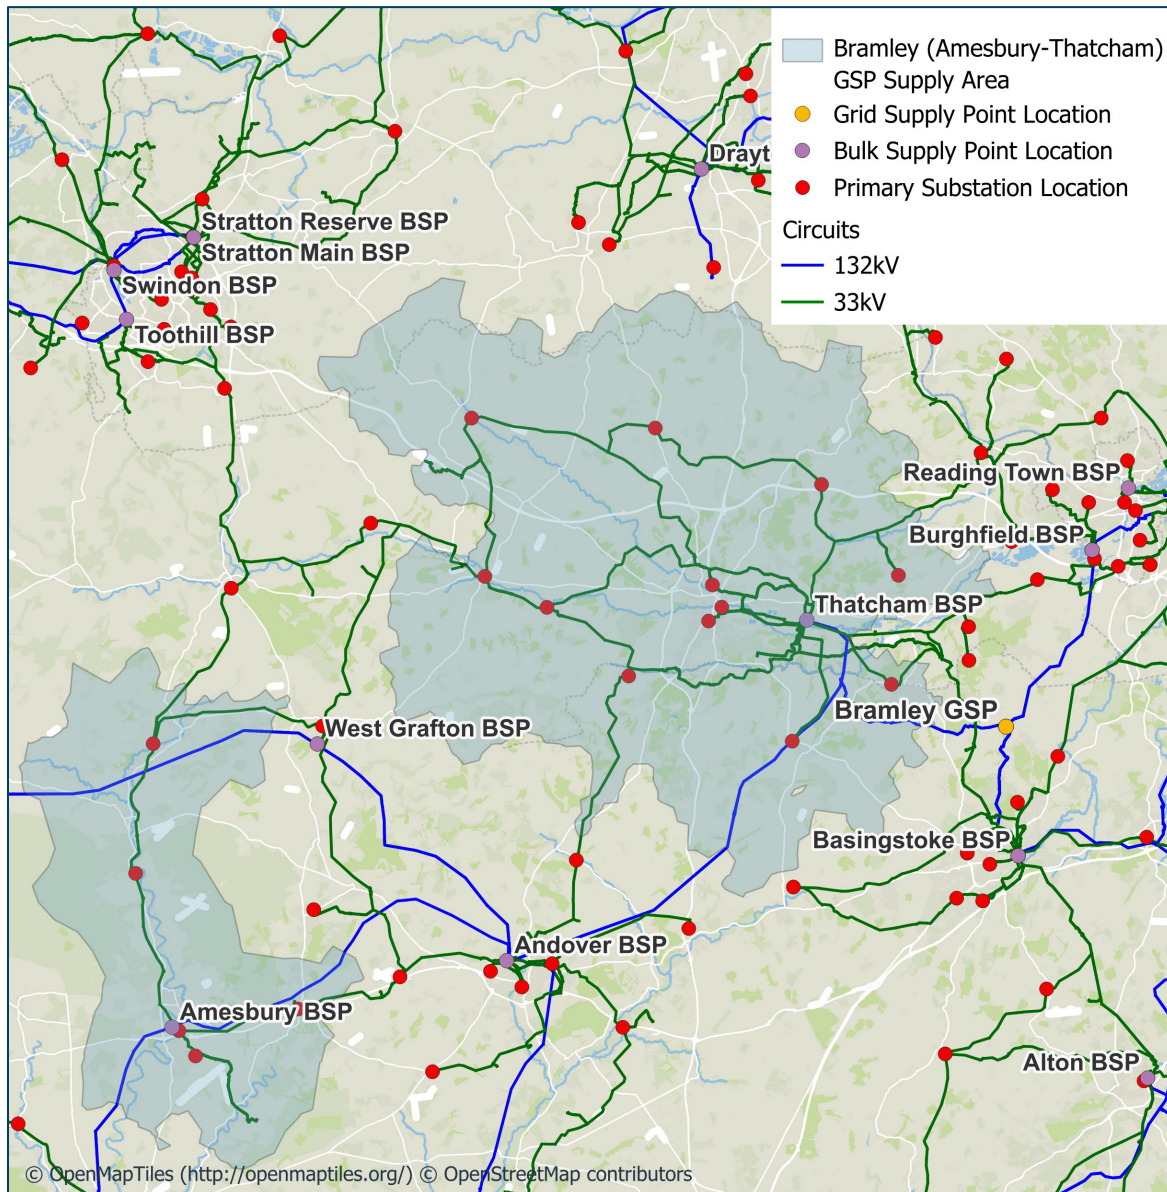 Bramley (Amesbury-Thatcham)
GSP Supply Area
Grid Supply Point Location
Bulk Supply Point Location
Primary Substation Location
Circuits
132kV
33kV
Drayt
Stratton Reserve BSP
Stratton Main BSP
Swindon BSP
Toothill BSP
Reading Town BSP
Burghfield BSP
Thatcham BSP
Bramley GSP
West Grafton BSP
Basingstoke BSP
Andover BSP
Amesbury BSP
Alton BSP
© OpenMapTiles (http://openmaptiles.org/) © OpenStreetMap contributors